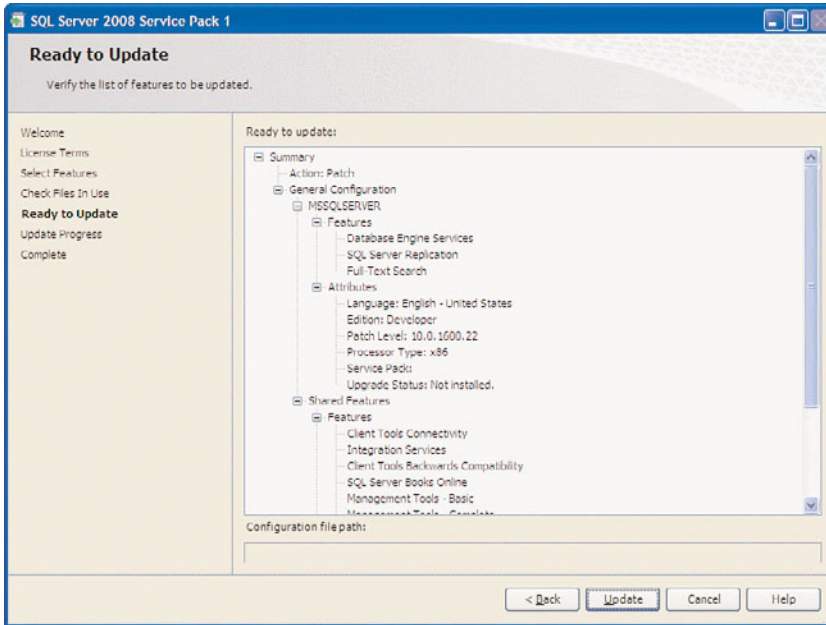 SQL Server 2008 Service Pack 1
Ready to Update
Verify the list of features to be updated.
Welcome
License Terms
Select Features
Check Files In Use
Ready to Update
Update Progress
Complete
Ready to update:
Summary
Action: Patch
General Configuration
MSSQLSERVER
Features
Database Engine Services
SQL Server Replication
Full-Text Search
Attributes
Language: English - United States
Edition: Developer
Patch Level: 10.0.1600.22
Processor Type: x86
Service Pack:
Upgrade Status: Not installed.
Shared Features
Features
Client Tools Connectivity
Integration Services
Client Tools Backwards Compatibility
SQL Server Books Online
Management Tools - Basic
Management Tools - Complete
Configuration file path:
< Back
Update
Cancel
Help